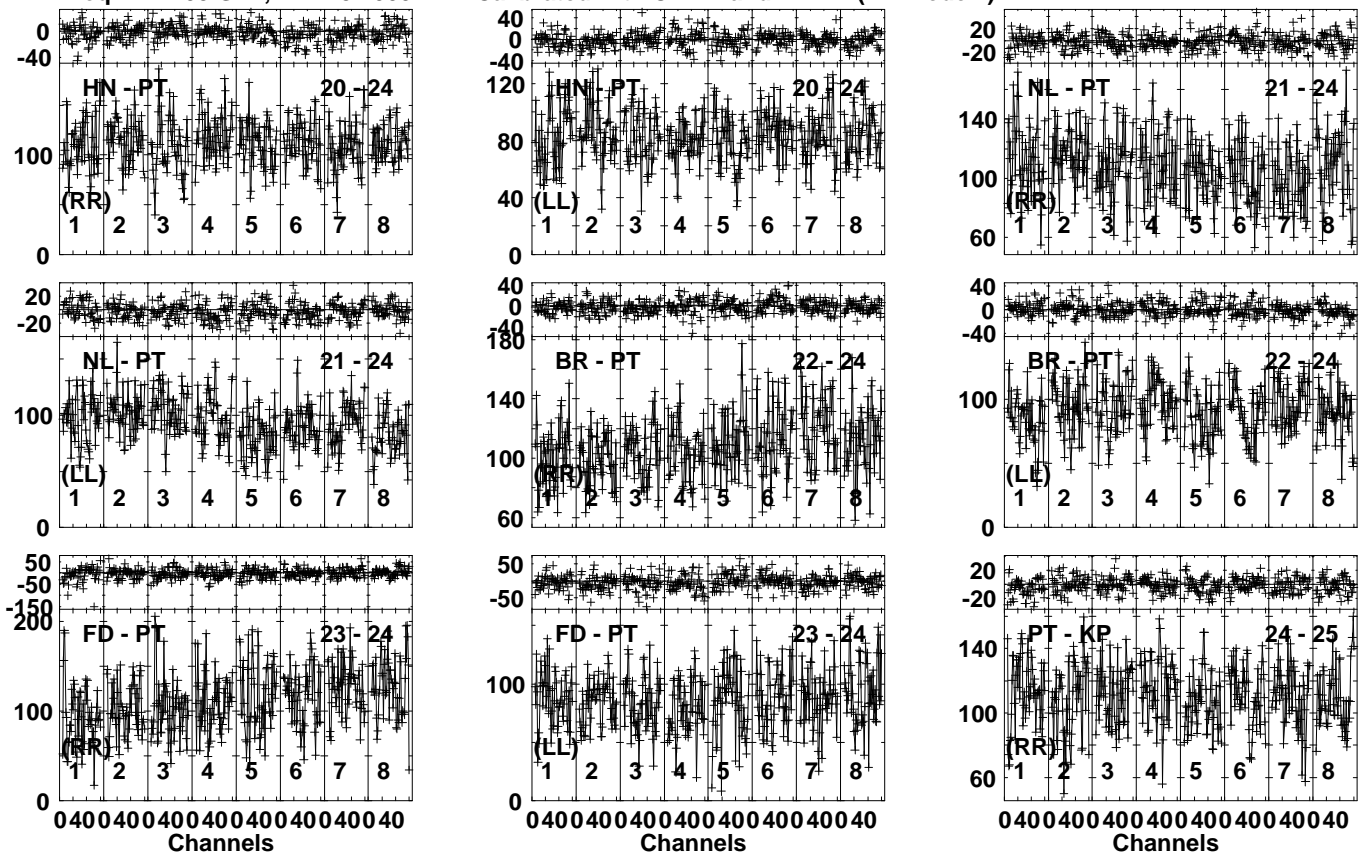 0 40 0 20
-40 -40 -20
HN - PT 20 - 24 120 HN - PT 20 - 24 NL - PT 21 - 24
140
100 80 100
(RR) 40 (LL) (RR)
1 2 3 4 5 6 7 8 1 2 3 4 5 6 7 8 60 1 2 3 4 5 6 7 8
0 0
20 40 40
-20 0 0
-40 -40
NL - PT 21 - 24 180 BR - PT 22 - 24 BR - PT 22 - 24
100 140 100
100
(LL) (RR) (LL)
1 2 3 4 5 6 7 8 60 1 2 3 4 5 6 7 8 1 2 3 4 5 6 7 8
0 0
50 50 20
-50 -50 -20
-150
200 FD - PT 23 - 24 FD - PT 23 - 24 PT - KP 24 - 25
140
100 100 100
(RR) (LL) (RR)
1 2 3 4 5 6 7 8 1 2 3 4 5 6 7 8 60 1 2 3 4 5 6 7 8
0 0
0 40 0 40 0 40 0 40 0 40 0 40 0 40 0 40 0 40 0 40 0 40 0 40 0 40 0 40 0 40 0 40 0 40 0 40 0 40 0 40 0 40 0 40 0 40 0 40
Channels Channels Channels